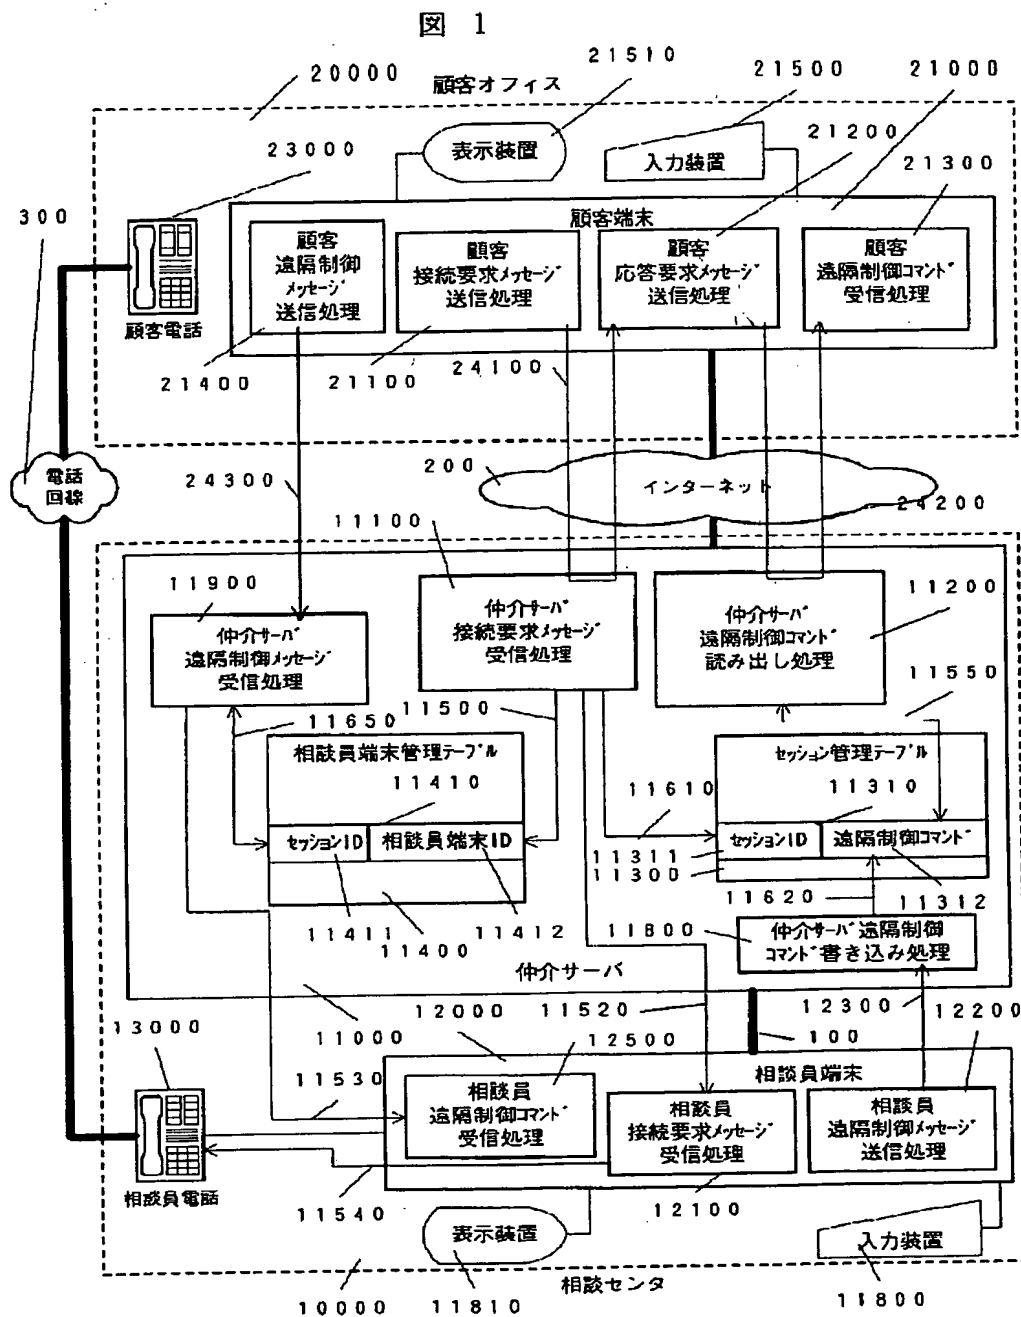 図 1
21510
21500
21000
20000
顧客オフィス
21200
23000
表示装置
入力装置
21300
300
顧客端末
顧客
遠隔制御
メッセージ
送信処理
顧客
接続要求メッセージ
送信処理
顧客
応答要求メッセージ
送信処理
顧客
遠隔制御コマンド
受信処理
顧客電話
21400
21100
24100
電話
回線
200
インターネット
24300
24200
11100
11900
11200
仲介サーバ
遠隔制御メッセージ
受信処理
仲介サーバ
接続要求メッセージ
受信処理
仲介サーバ
遠隔制御コマンド
読み出し処理
11550
11650
11500
相談員端末管理テーブル
セッション管理テーブル
11410
11610
11310
セッションID
相談員端末ID
セッションID
遠隔制御コマンド
11311
11300
11620
11312
11411
11400
11412
11800
仲介サーバ遠隔制御
コマンド書き込み処理
仲介サーバ
13000
11000
12000
11520
12300
12200
12500
100
11530
相談員端末
相談員
遠隔制御コマンド
受信処理
相談員
接続要求メッセージ
受信処理
相談員
遠隔制御メッセージ
送信処理
相談員電話
11540
12100
表示装置
入力装置
相談センタ
10000
11810
11800